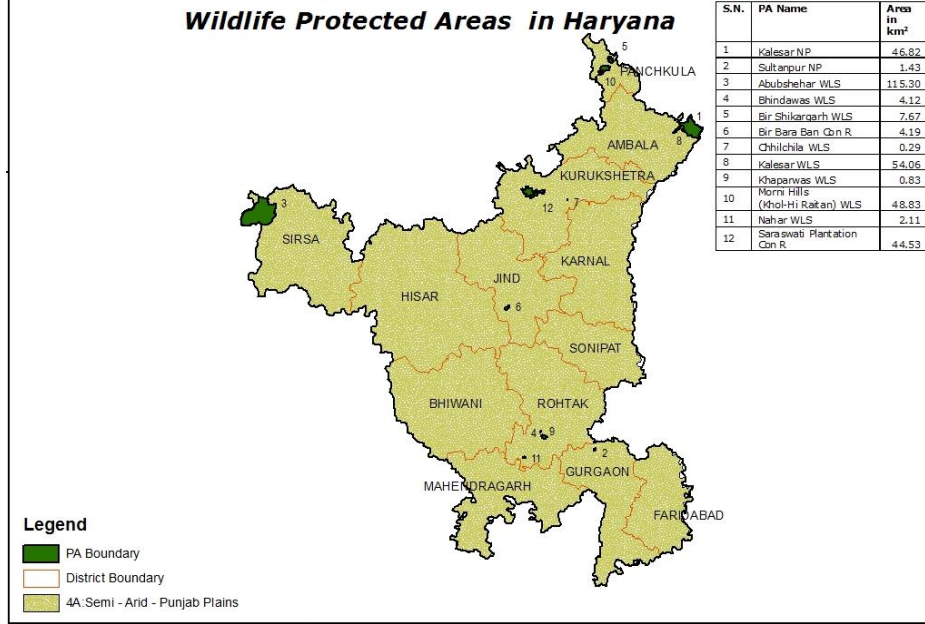 Wildlife Protected Areas in Haryana
S.N. PA Name Area in km²
1 Kalesar NP 46.82
2 Sultanpur NP 1.43
3 Abubshehar WLS 115.30
4 Bhindawas WLS 4.12
5 Bir Shikargarh WLS 7.67
6 Bir Bara Ban Con R 4.19
7 Chhilchila WLS 0.29
8 Kalesar WLS 54.06
9 Khaparwas WLS 0.83
10 Morni Hills
(Khol-Hi Raitan) WLS 48.83
11 Nahar WLS 2.11
12 Saraswati Plantation
Con R 44.53
5
PANCHKULA
10
1
8
AMBALA
KURUKSHETRA
7
12
3
SIRSA
KARNAL
JIND
HISAR
6
SONIPAT
BHIWANI
ROHTAK
4 9
2
11
GURGAON
MAHENDRAGARH
FARIDABAD
Legend
PA Boundary
District Boundary
4A:Semi - Arid - Punjab Plains